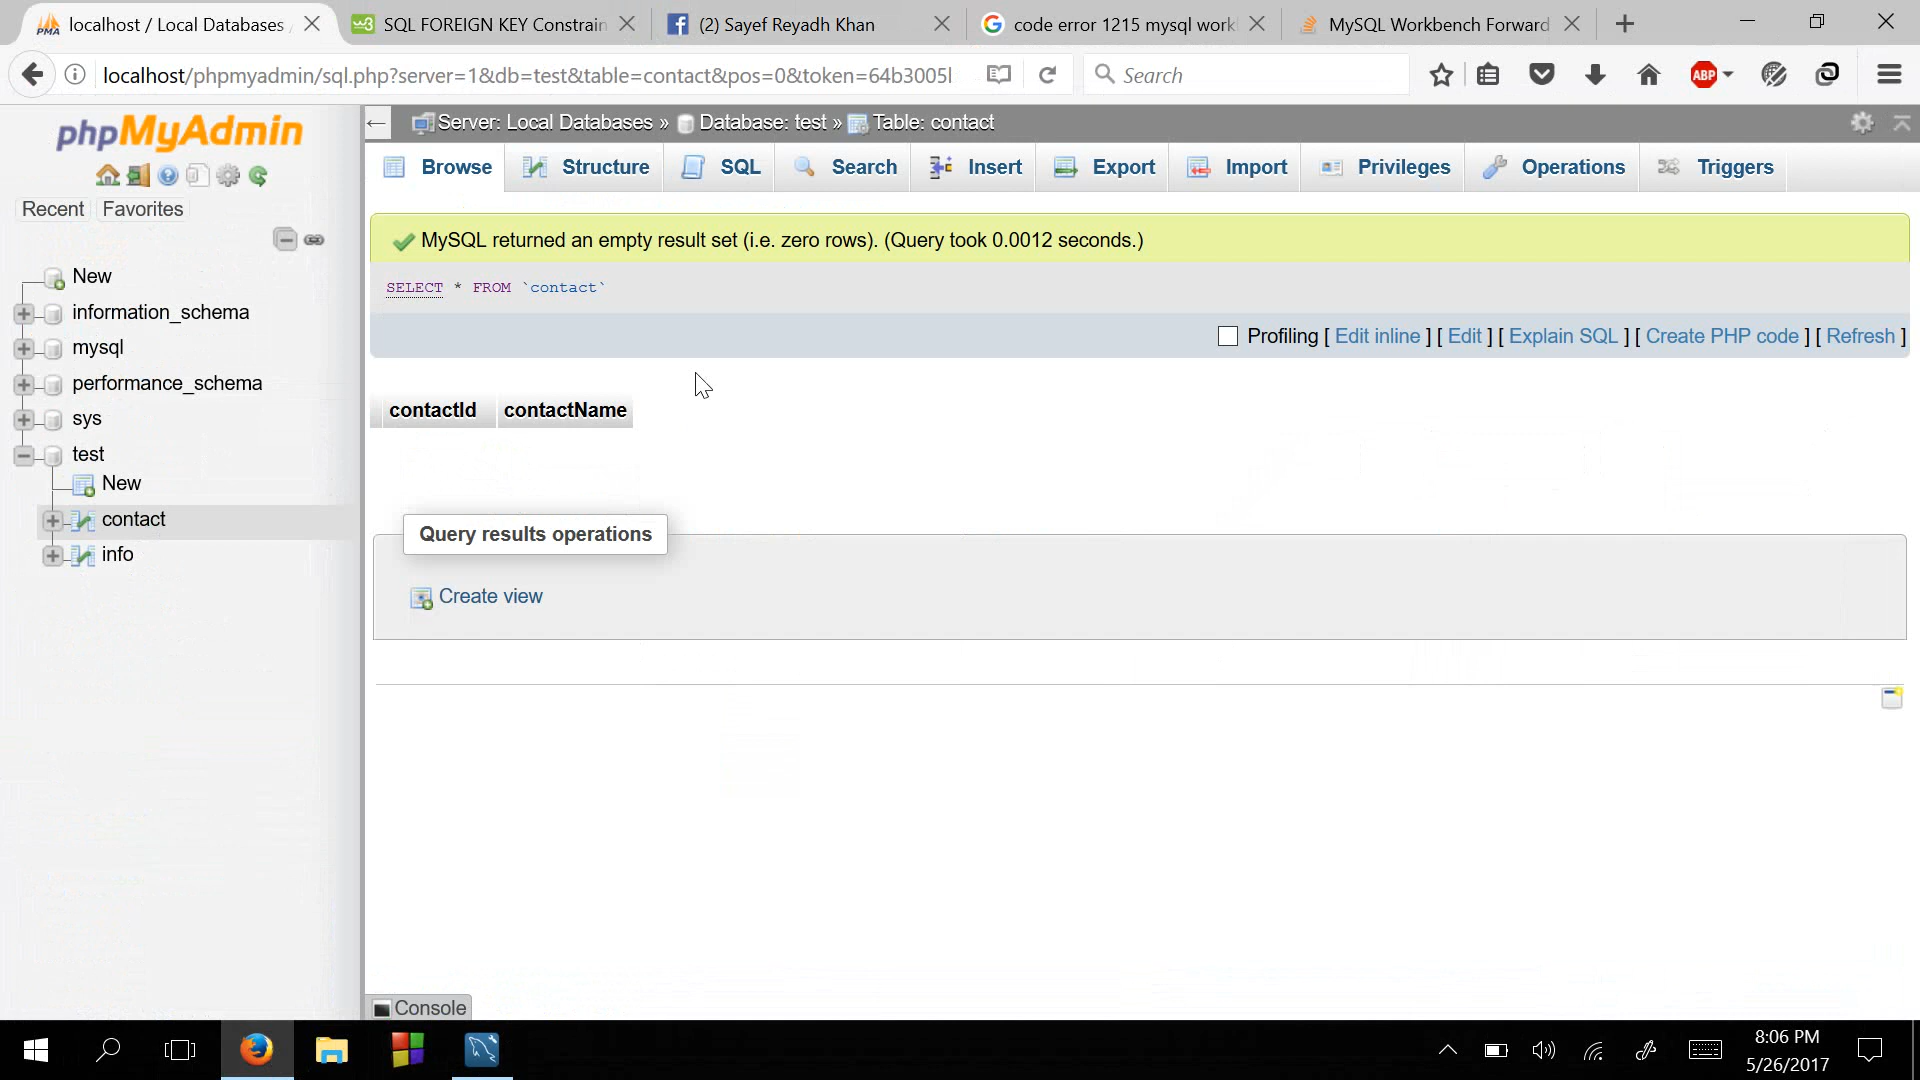 localhost / Local Databases
SQL FOREIGN KEY Constrain
(2) Sayef Reyadh Khan
code error 1215 mysql work
MySQL Workbench Forward
localhost/phpmyadmin/sql.php?server=1&db=test&table=contact&pos=0&token=64b3005l
Search
ABP
phpMyAdmin
Recent
Favorites
New
information_schema
mysql
performance_schema
sys
test
New
contact
info
Server: Local Databases » Database: test » Table: contact
Browse
Structure
SQL
Search
Insert
Export
Import
Privileges
Operations
Triggers
MySQL returned an empty result set (i.e. zero rows). (Query took 0.0012 seconds.)
SELECT * FROM `contact`
Profiling [ Edit inline ] [ Edit ] [ Explain SQL ] [ Create PHP code ] [ Refresh ]
contactId
contactName
Query results operations
Create view
Console
8:06 PM
5/26/2017